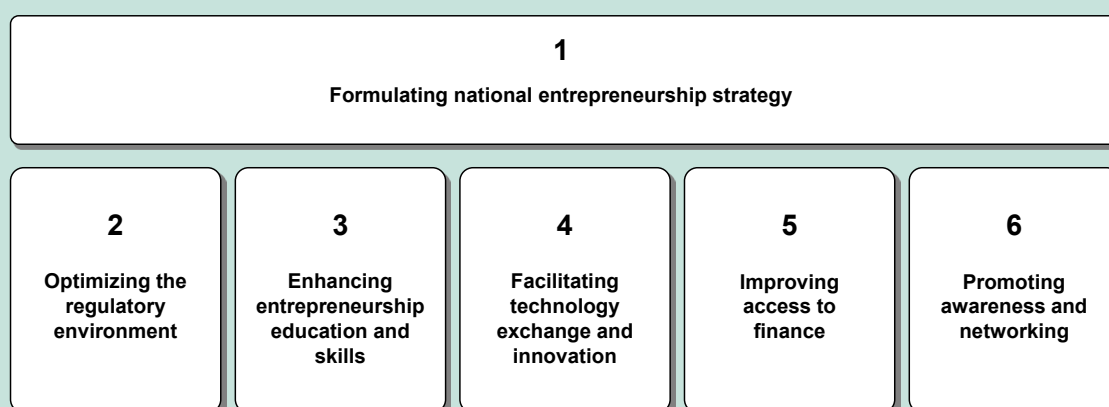 1
Formulating national entrepreneurship strategy
2
Optimizing the
regulatory
environment
3
Enhancing
entrepreneurship
education and
skills
4
Facilitating
technology
exchange and
innovation
5
Improving
access to
finance
6
Promoting
awareness and
networking